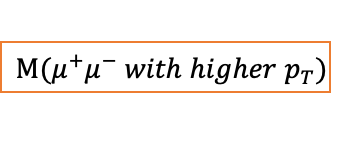 M(μ⁺μ⁻ with higher p_T)